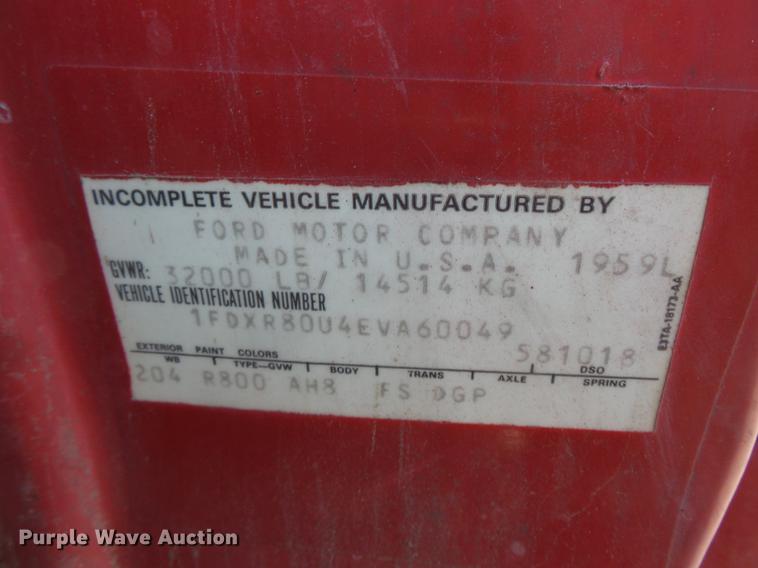 INCOMPLETE VEHICLE MANUFACTURED BY
FORD MOTOR COMPANY
MADE IN U.S.A. 1959L
GVWR: 32000 LB/ 14514 KG
VEHICLE IDENTIFICATION NUMBER
1FDXR80U4EVA60049
EXTERIOR PAINT COLORS 581018 DSO
WB TYPE-GVW BODY TRANS AXLE SPRING
204 R800 AH8 FS DGP
E3TA-18173-AA
Purple Wave Auction